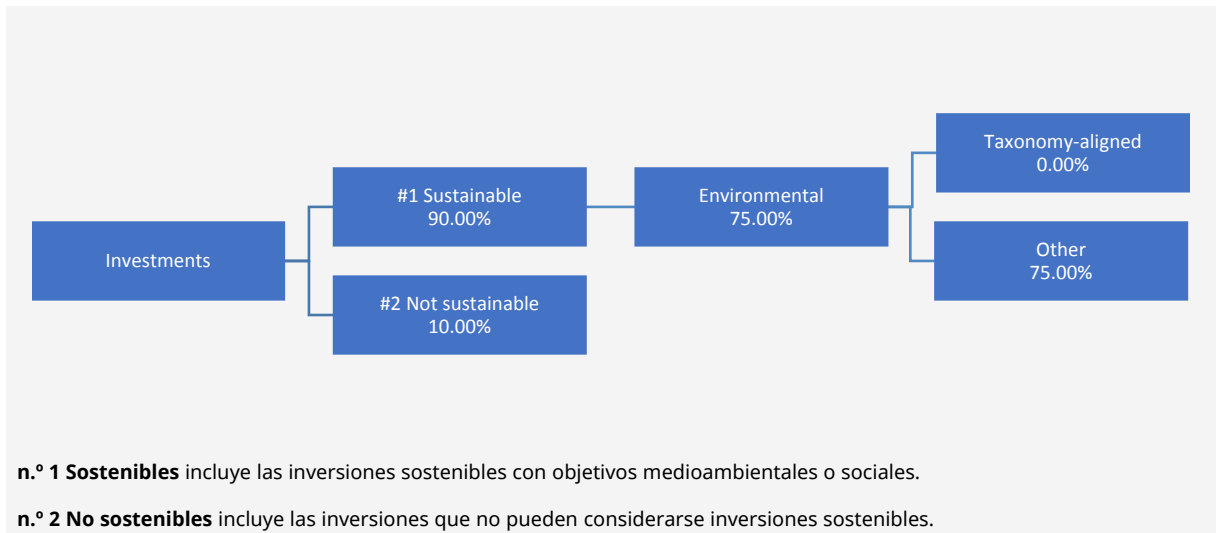 Taxonomy-aligned
0.00%
#1 Sustainable
90.00%
Environmental
75.00%
Investments
Other
75.00%
#2 Not sustainable
10.00%
n.º 1 Sostenibles incluye las inversiones sostenibles con objetivos medioambientales o sociales.
n.º 2 No sostenibles incluye las inversiones que no pueden considerarse inversiones sostenibles.